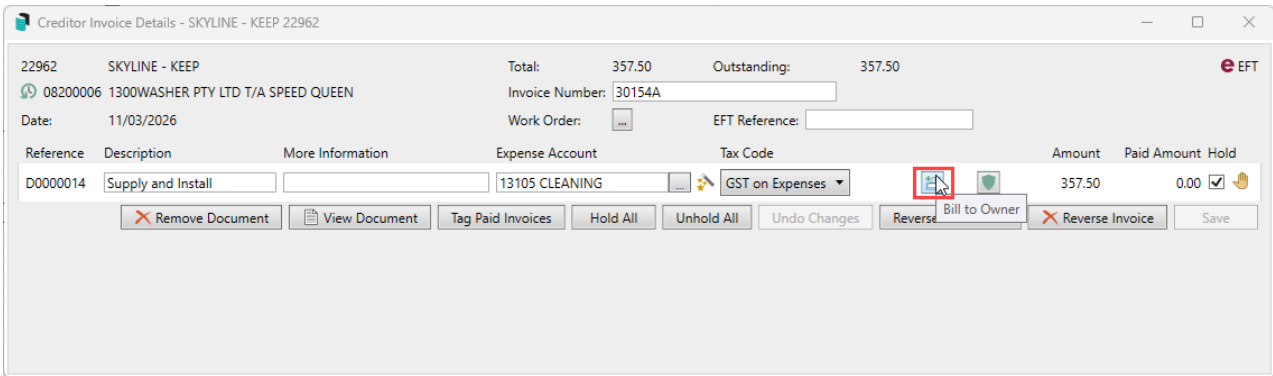 Creditor Invoice Details - SKYLINE - KEEP 22962
22962 SKYLINE - KEEP Total: 357.50 Outstanding: 357.50 e EFT
08200006 1300WASHER PTY LTD T/A SPEED QUEEN Invoice Number: 30154A
Date: 11/03/2026 Work Order: ... EFT Reference:
Reference Description More Information Expense Account Tax Code Amount Paid Amount Hold
D0000014 Supply and Install 13105 CLEANING ... GST on Expenses 357.50 0.00
Remove Document View Document Tag Paid Invoices Hold All Unhold All Undo Changes Reverse Reverse Invoice Save
Bill to Owner